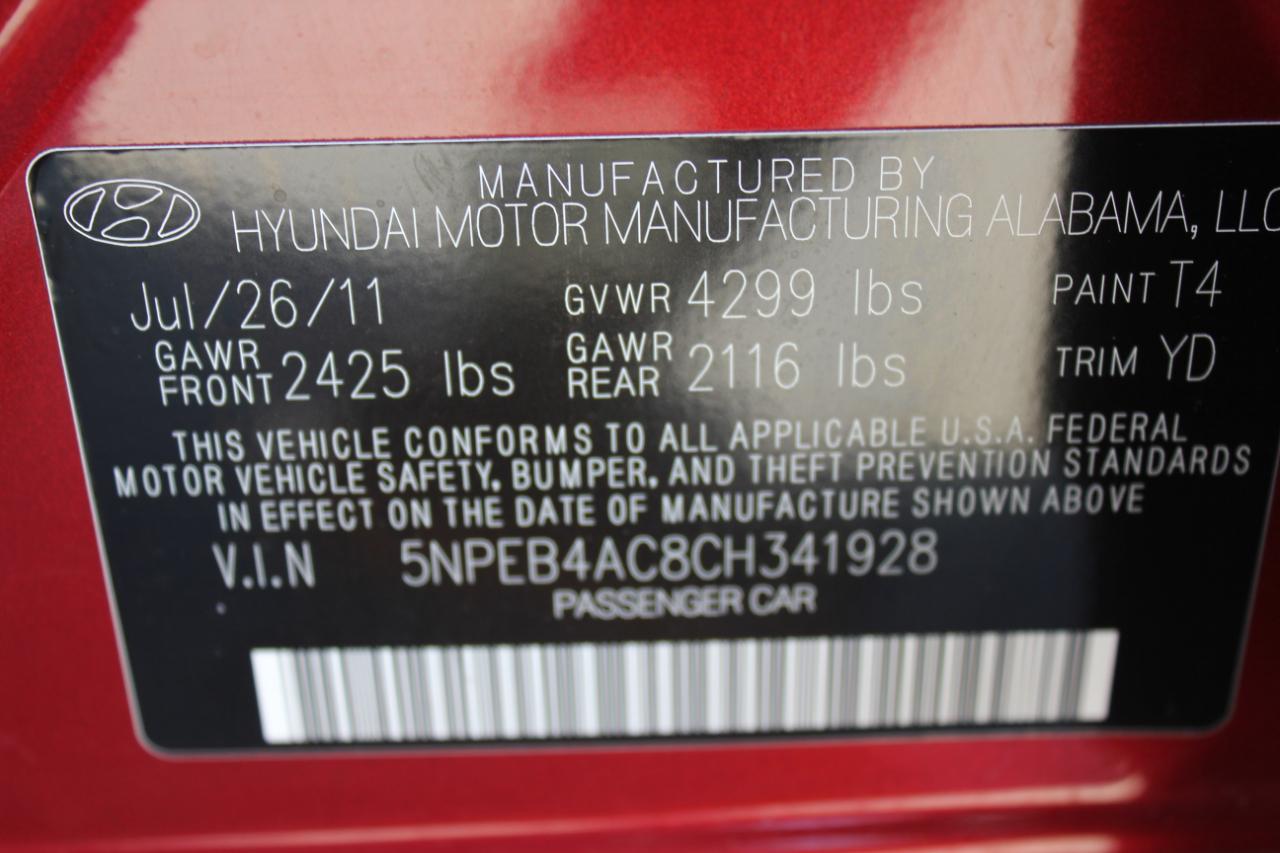 MANUFACTURED BY
HYUNDAI MOTOR MANUFACTURING ALABAMA, LLC
Jul/26/11 GVWR 4299 lbs PAINT T4
GAWR FRONT 2425 lbs GAWR REAR 2116 lbs TRIM YD
THIS VEHICLE CONFORMS TO ALL APPLICABLE U.S.A. FEDERAL
MOTOR VEHICLE SAFETY, BUMPER, AND THEFT PREVENTION STANDARDS
IN EFFECT ON THE DATE OF MANUFACTURE SHOWN ABOVE
V.I.N 5NPEB4AC8CH341928
PASSENGER CAR